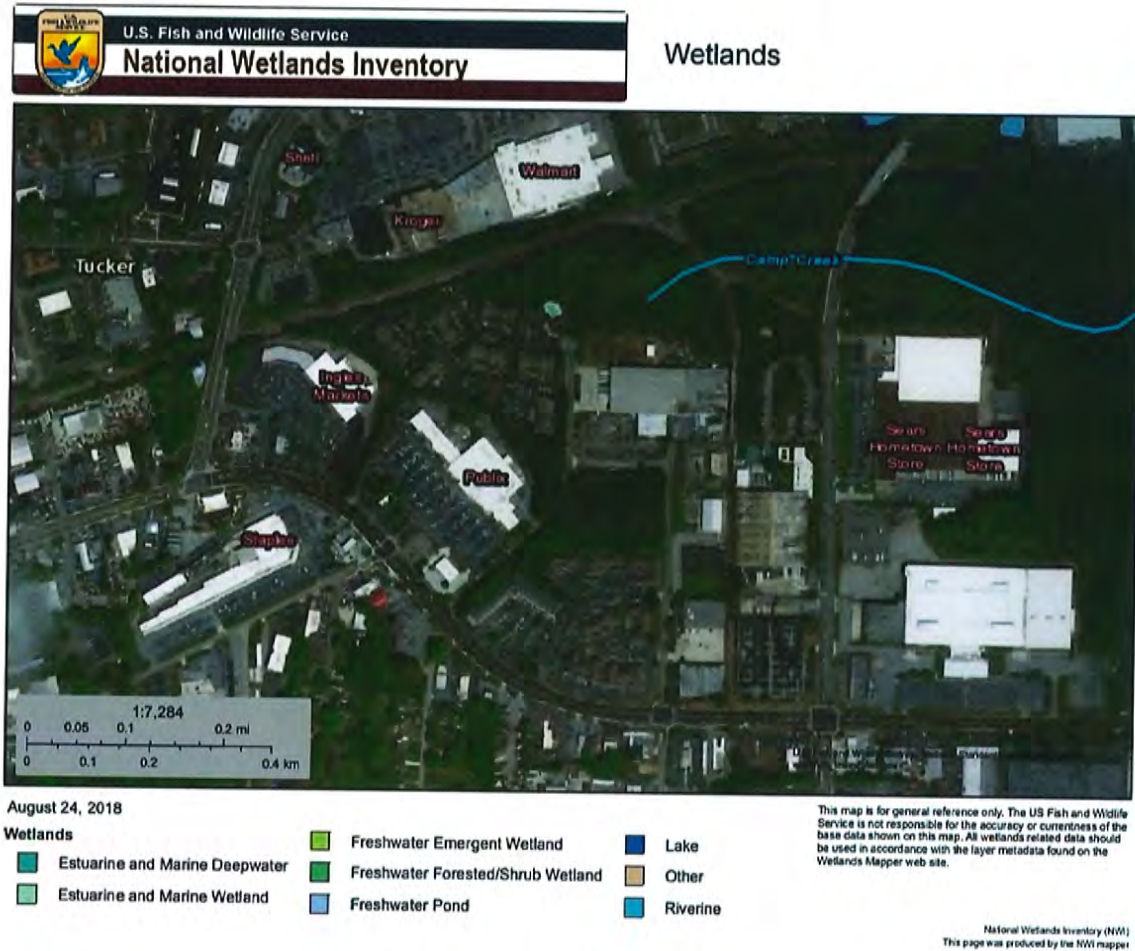 U.S.
FISH & WILDLIFE
SERVICE
U.S. Fish and Wildlife Service
National Wetlands Inventory
Wetlands
Shell
Walmart
Kroger
Tucker
Camp Creek
Ingles
Markets
Publix
Sears
Hometown
Store
Sears
Hometown
Store
Staples
1:7,284
0 0.05 0.1 0.2 mi
0 0.1 0.2 0.4 km
August 24, 2018
Wetlands
Estuarine and Marine Deepwater
Estuarine and Marine Wetland
Freshwater Emergent Wetland
Freshwater Forested/Shrub Wetland
Freshwater Pond
Lake
Other
Riverine
This map is for general reference only. The US Fish and Wildlife
Service is not responsible for the accuracy or currentness of the
base data shown on this map. All wetlands related data should
be used in accordance with the layer metadata found on the
Wetlands Mapper web site.
National Wetlands Inventory (NWI)
This page was produced by the NWI mapper